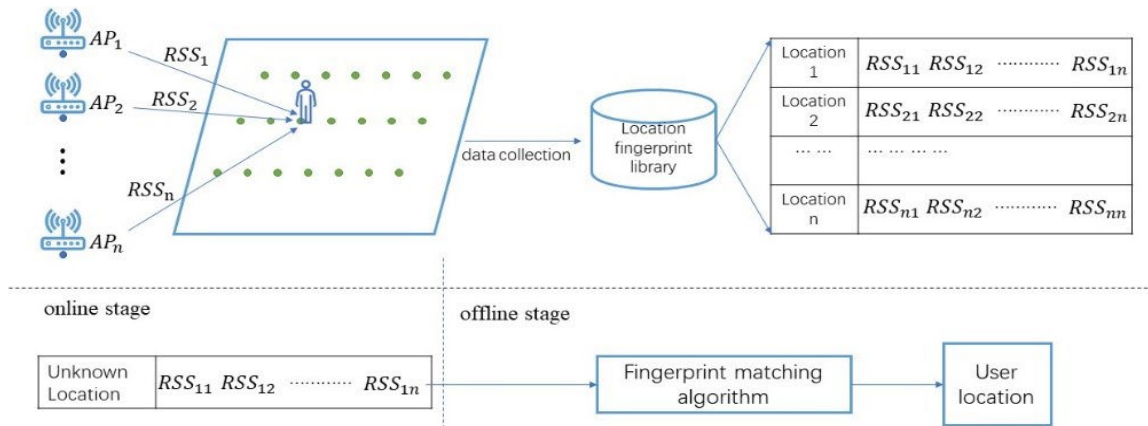 AP₁
RSS₁
AP₂
RSS₂
⋮
RSSₙ
APₙ
data collection
Location
fingerprint
library
Location
1
RSS₁₁ RSS₁₂ ··········· RSS₁ₙ
Location
2
RSS₂₁ RSS₂₂ ··········· RSS₂ₙ
··· ···
··· ··· ··· ···
Location
n
RSSₙ₁ RSSₙ₂ ··········· RSSₙₙ
online stage
offline stage
Unknown
Location
RSS₁₁ RSS₁₂ ··········· RSS₁ₙ
Fingerprint matching
algorithm
User
location